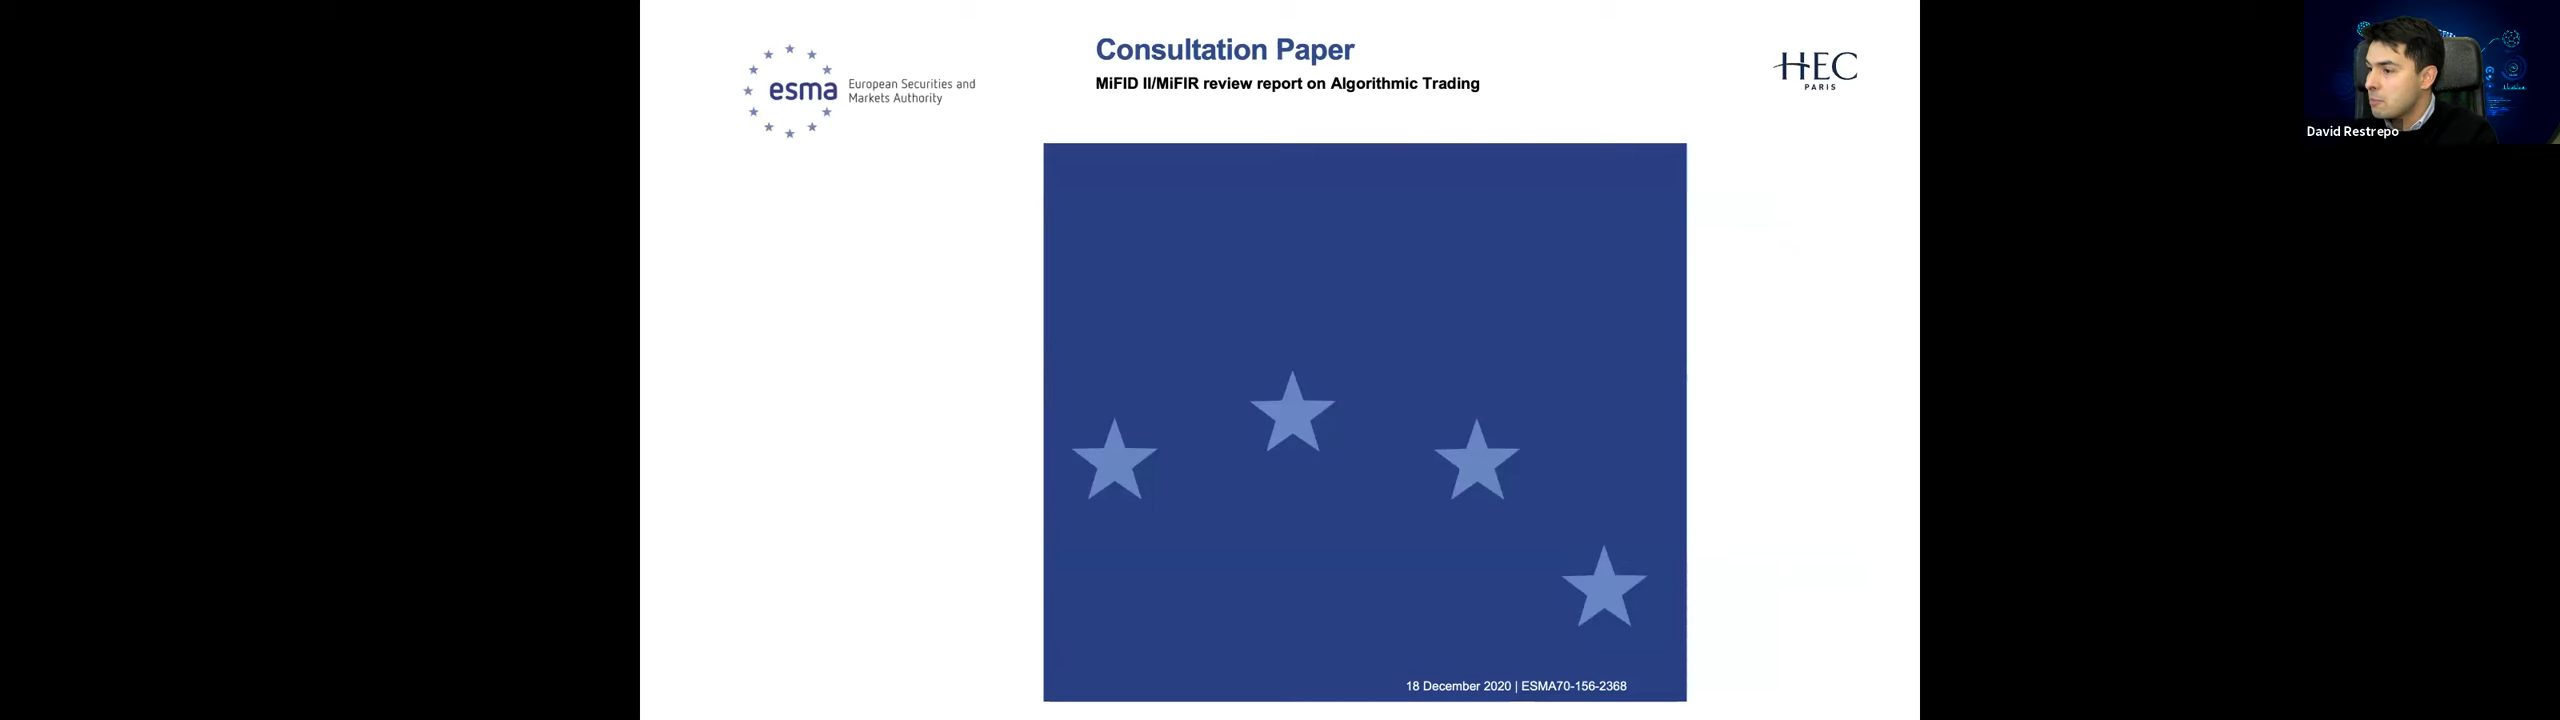 esma
European Securities and
Markets Authority
Consultation Paper
MiFID II/MiFIR review report on Algorithmic Trading
HEC
PARIS
David Restrepo
18 December 2020 | ESMA70-156-2368